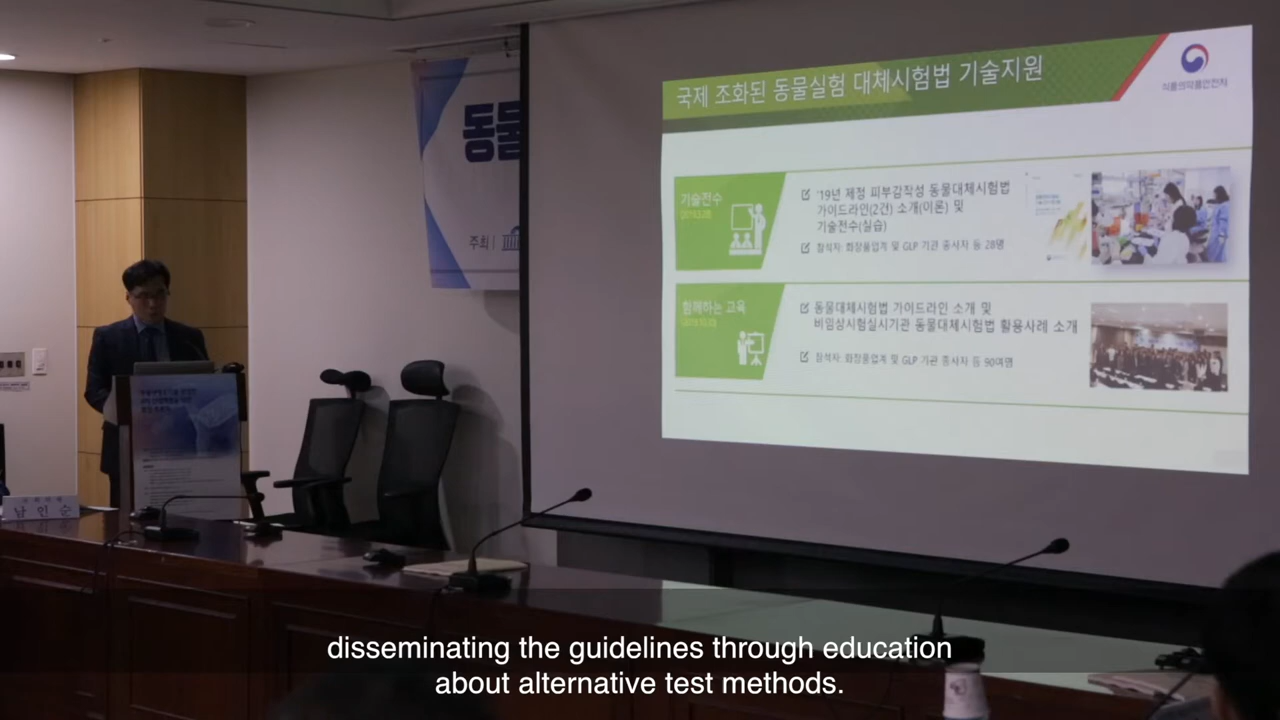 국제 조화된 동물실험 대체시험법 기술지원
식품의약품안전처
동물
주최
기술전수
'19년 제정 피부감작성 동물대체시험법
가이드라인(2건) 소개(이론) 및
기술전수(실습)
참석자: 화장품업계 및 GLP 기관 종사자 등 28명
함께하는 교육
동물대체시험법 가이드라인 소개 및
비임상시험실시기관 동물대체시험법 활용사례 소개
참석자: 화장품업계 및 GLP 기관 종사자 등 90여명
남인순
disseminating the guidelines through education
about alternative test methods.